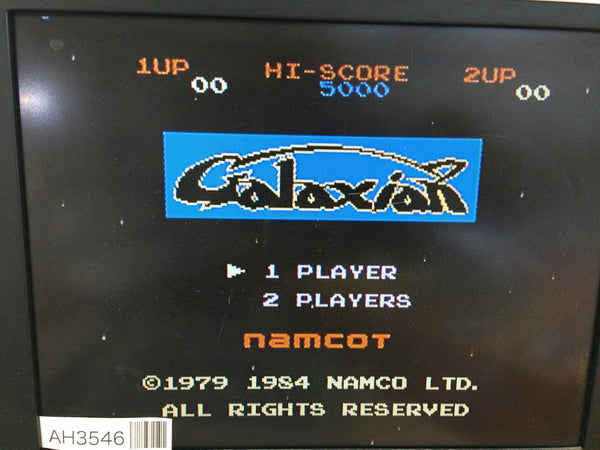 1UP HI-SCORE 2UP
00 5000 00
Galaxian
1 PLAYER
2 PLAYERS
namcot
©1979 1984 NAMCO LTD.
ALL RIGHTS RESERVED
AH3546